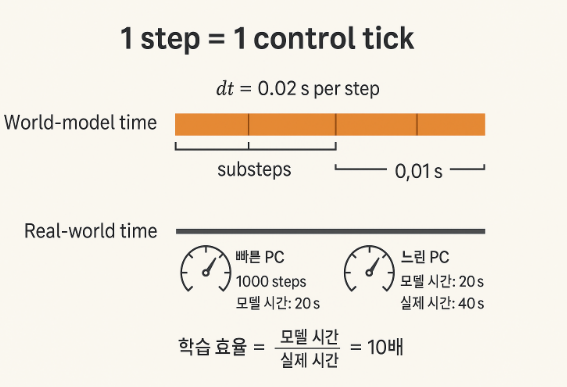 1 step = 1 control tick
dt = 0.02 s per step
World-model time
substeps
0,01 s
Real-world time
빠른 PC
1000 steps
모델 시간: 20 s
느린 PC
모델 시간: 20 s
실제 시간: 40 s
학습 효율 = 모델 시간 / 실제 시간 = 10배